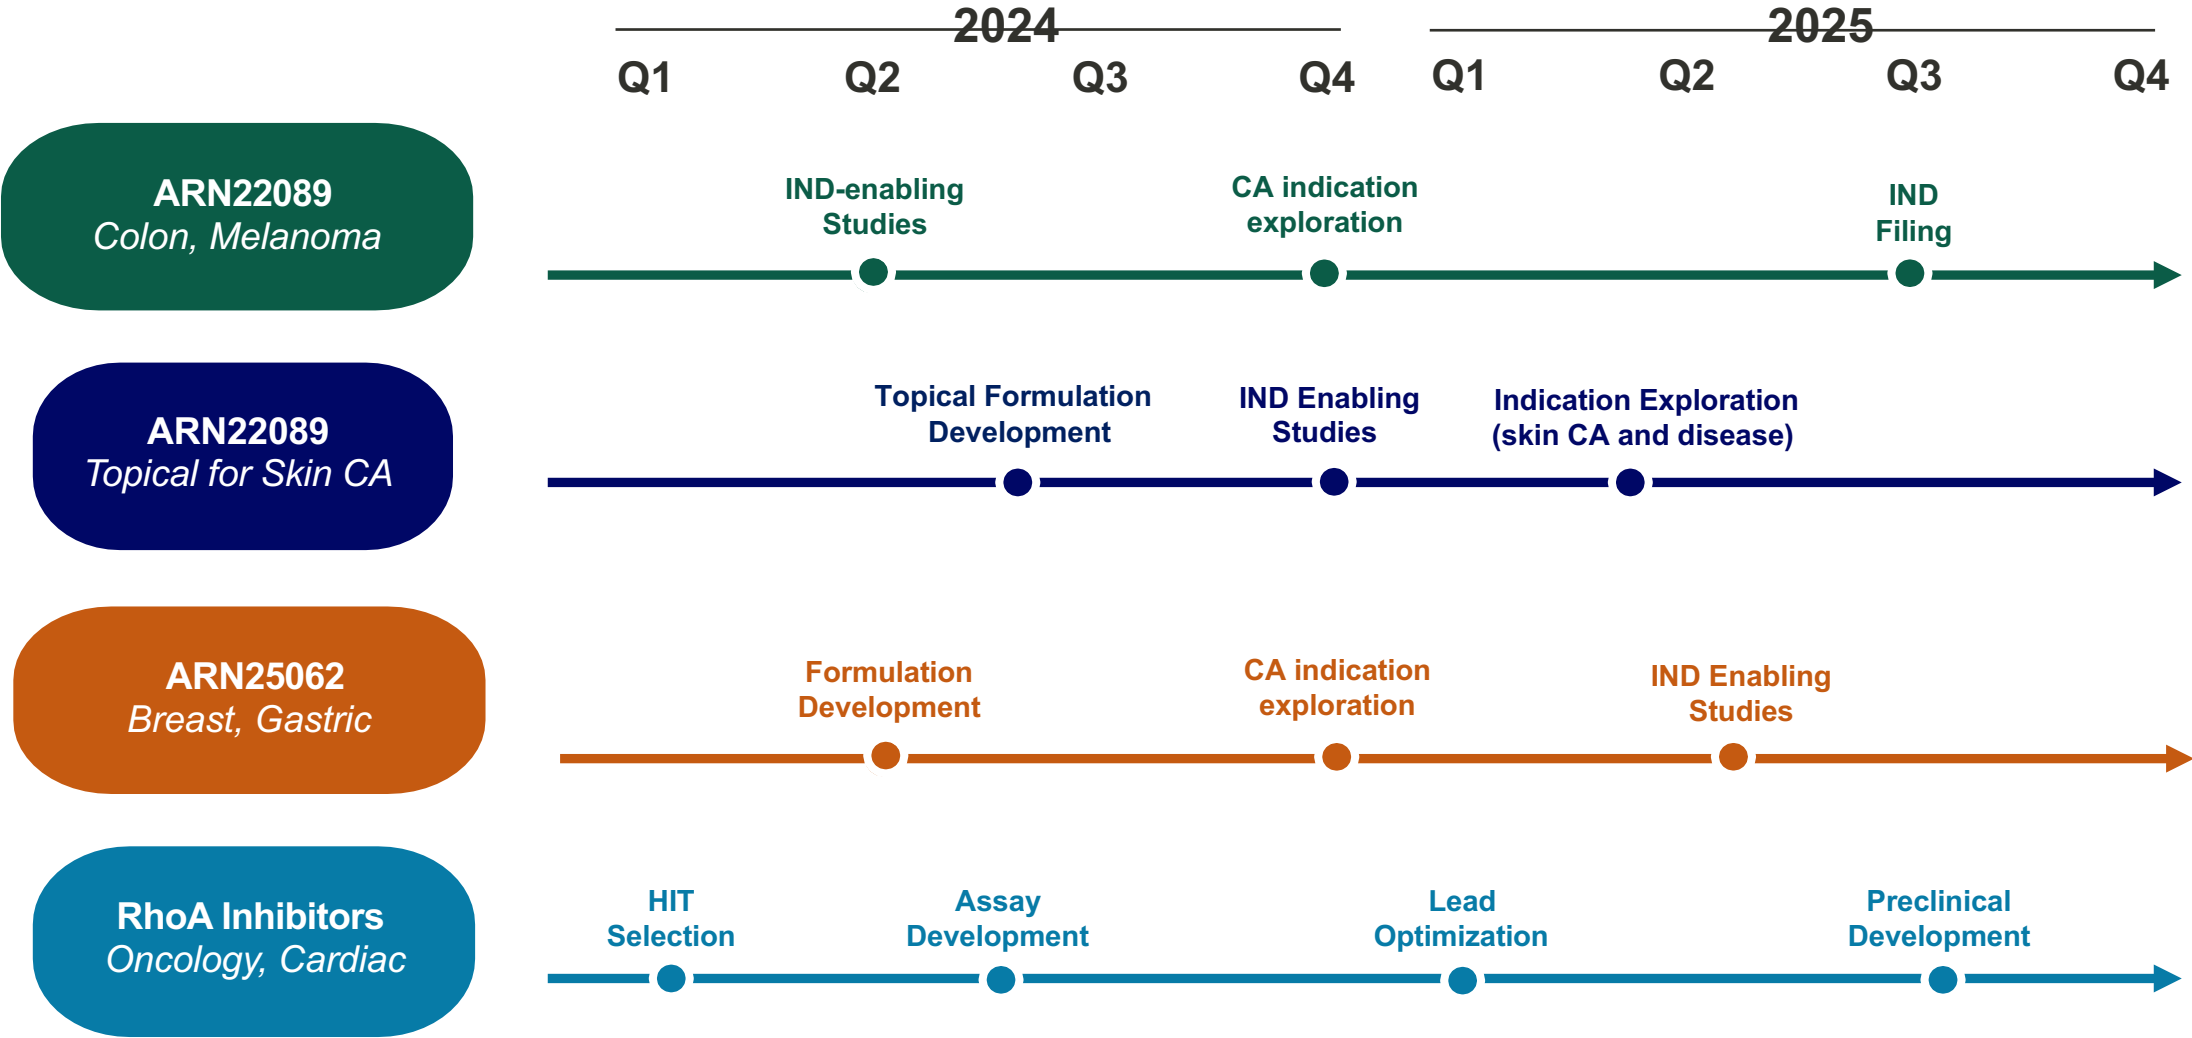 2024
2025
Q1
Q2
Q3
Q4
Q1
Q2
Q3
Q4
ARN22089
Colon, Melanoma
IND-enabling
Studies
CA indication
exploration
IND
Filing
ARN22089
Topical for Skin CA
Topical Formulation
Development
IND Enabling
Studies
Indication Exploration
(skin CA and disease)
ARN25062
Breast, Gastric
Formulation
Development
CA indication
exploration
IND Enabling
Studies
RhoA Inhibitors
Oncology, Cardiac
HIT
Selection
Assay
Development
Lead
Optimization
Preclinical
Development